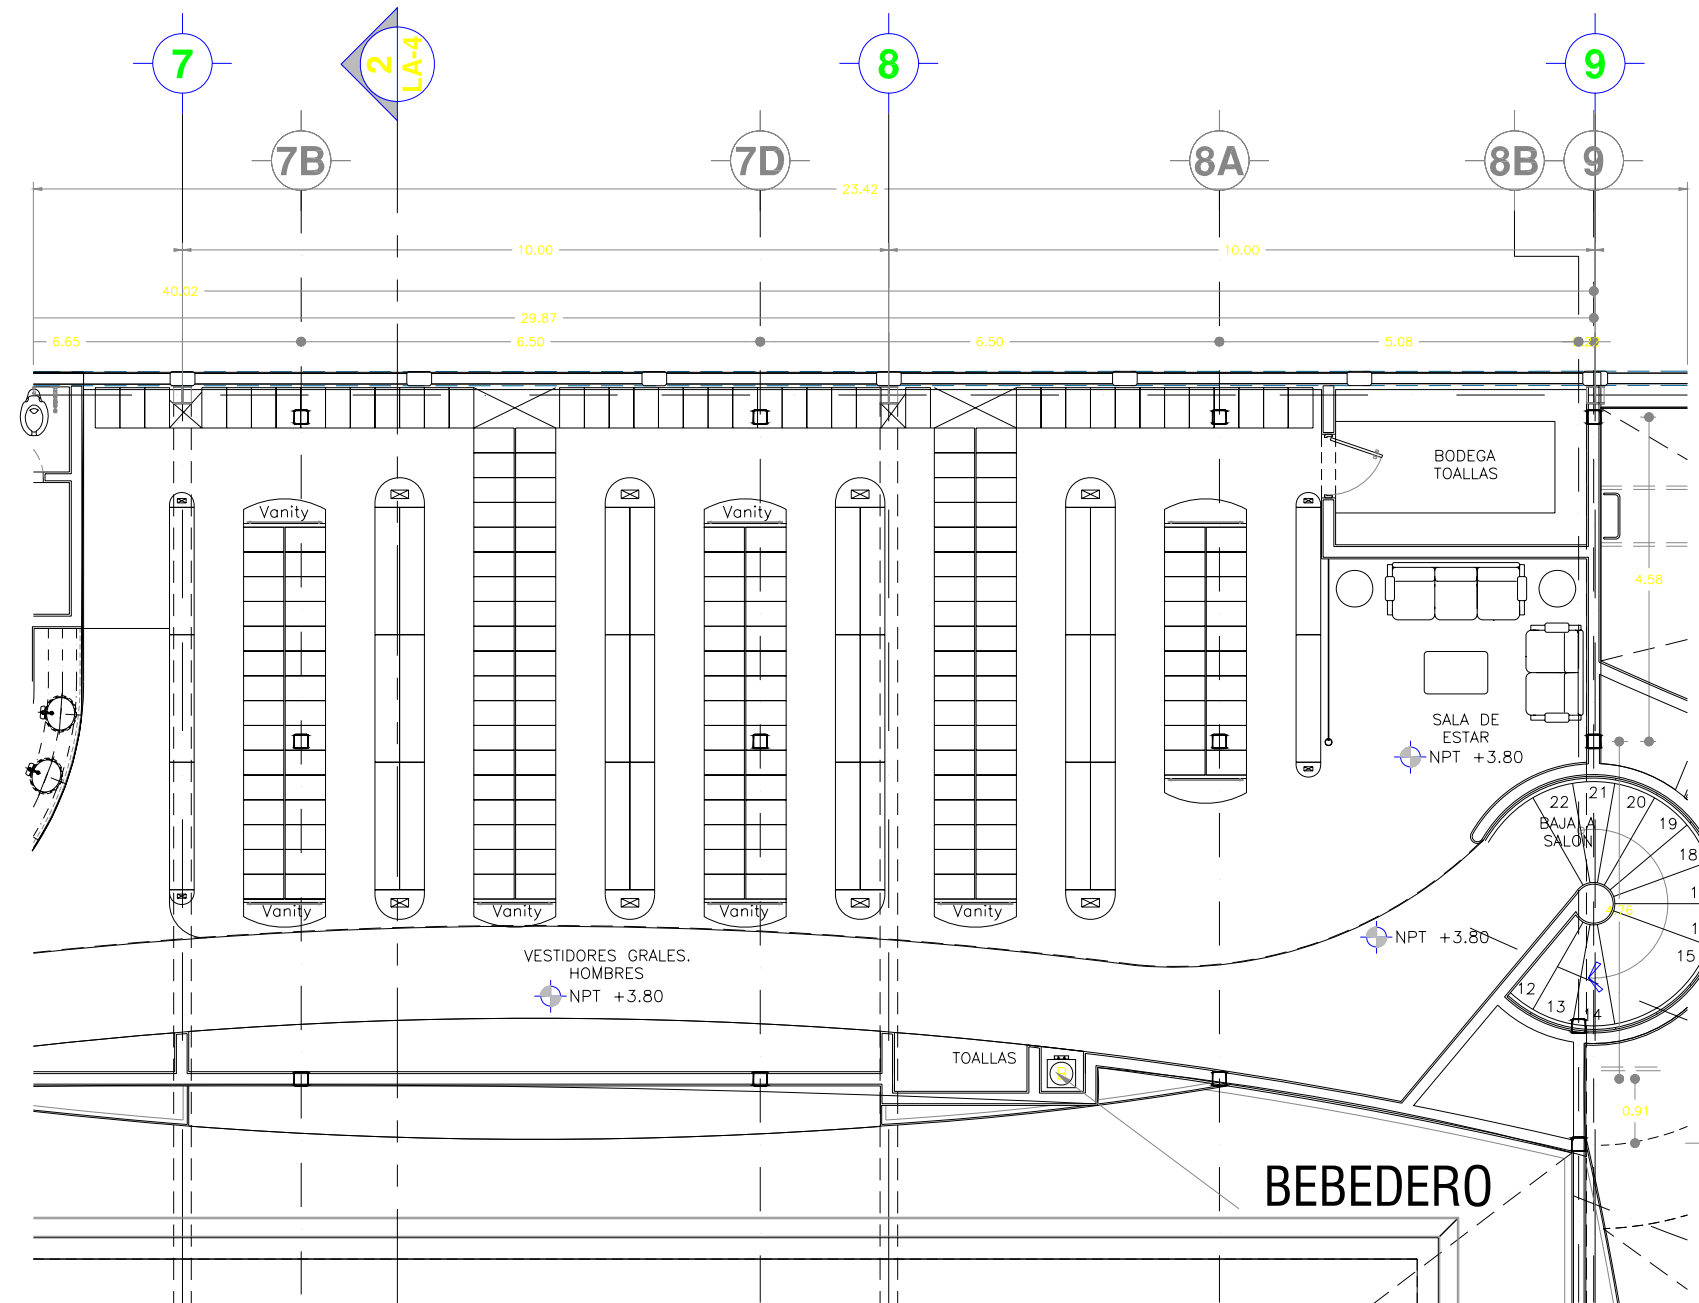 7
2
LA-4
8
9
7B
7D
8A
8B
9
23.42
10.00
10.00
40.02
29.87
6.65
6.50
6.50
5.08
BODEGA
TOALLAS
Vanity
Vanity
4.58
SALA DE
ESTAR
NPT +3.80
22
21
20
19
18
BAJA A
SALON
Vanity
Vanity
Vanity
Vanity
4.76
NPT +3.80
15
12
13
14
VESTIDORES GRALES.
HOMBRES
NPT +3.80
TOALLAS
0.91
BEBEDERO